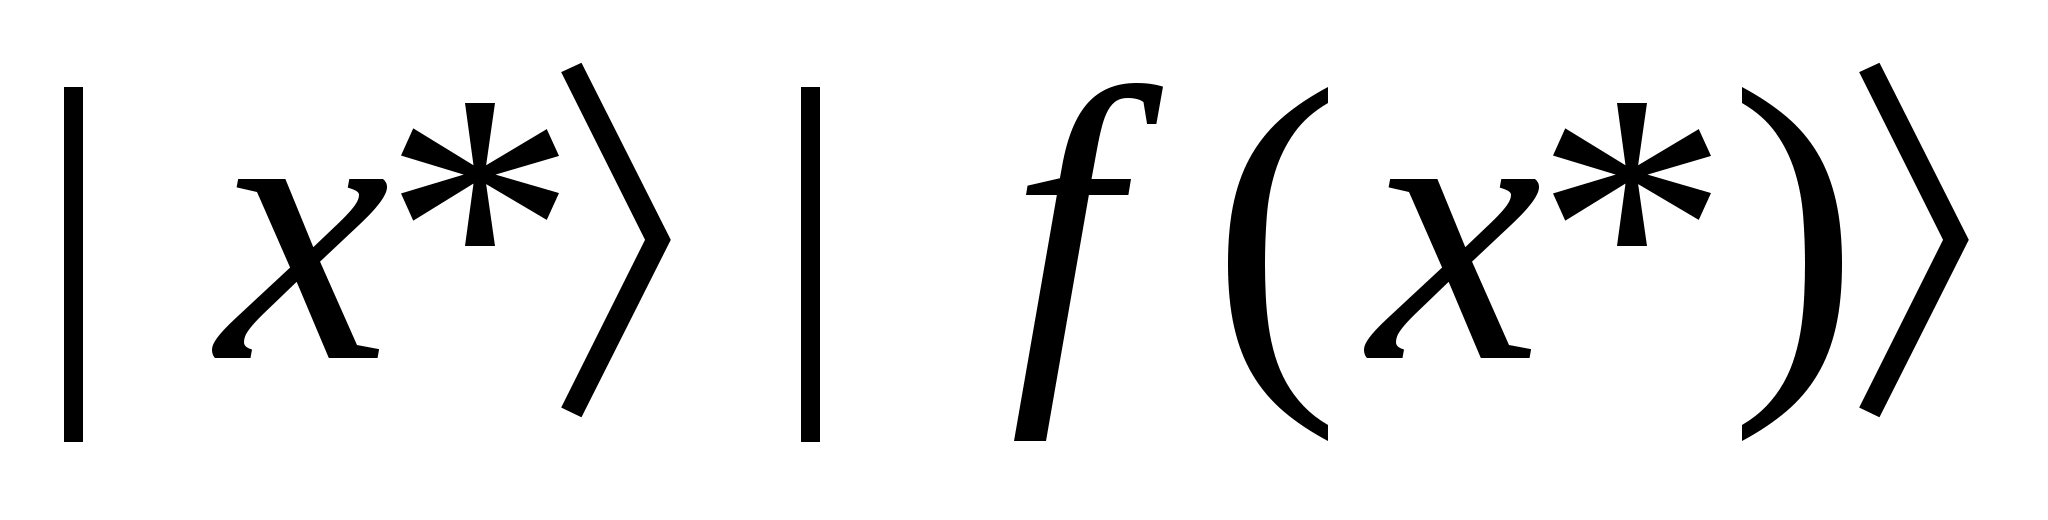 | x*⟩ | f(x*)⟩